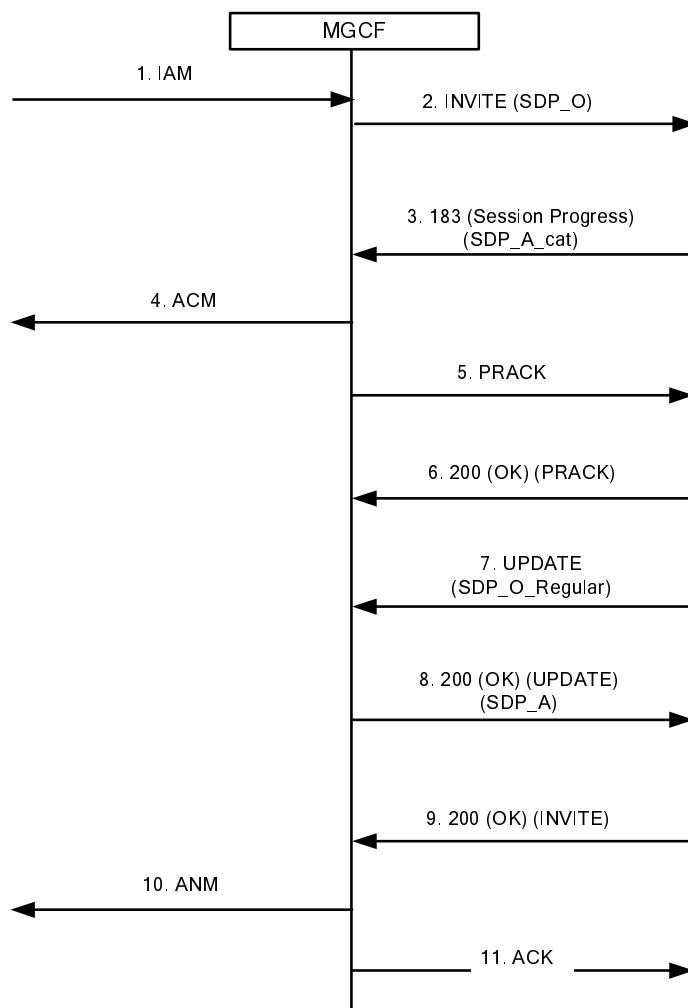 MGCF
1. IAM
2. INVITE (SDP_O)
3. 183 (Session Progress)
(SDP_A_cat)
4. ACM
5. PRACK
6. 200 (OK) (PRACK)
7. UPDATE
(SDP_O_Regular)
8. 200 (OK) (UPDATE)
(SDP_A)
9. 200 (OK) (INVITE)
10. ANM
11. ACK